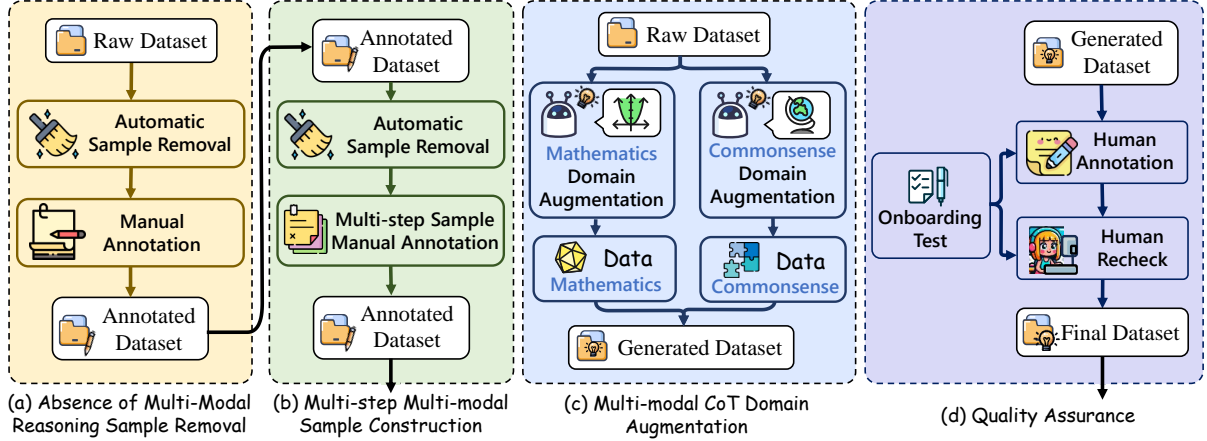 Raw Dataset
Automatic
Sample Removal
Manual
Annotation
Annotated
Dataset
(a) Absence of Multi-Modal
Reasoning Sample Removal
Annotated
Dataset
Automatic
Sample Removal
Multi-step Sample
Manual Annotation
Annotated
Dataset
(b) Multi-step Multi-modal
Sample Construction
Raw Dataset
Mathematics
Domain
Augmentation
Commonsense
Domain
Augmentation
Data
Mathematics
Data
Commonsense
Generated Dataset
(c) Multi-modal CoT Domain
Augmentation
Generated
Dataset
Human
Annotation
Onboarding
Test
Human
Recheck
Final Dataset
(d) Quality Assurance